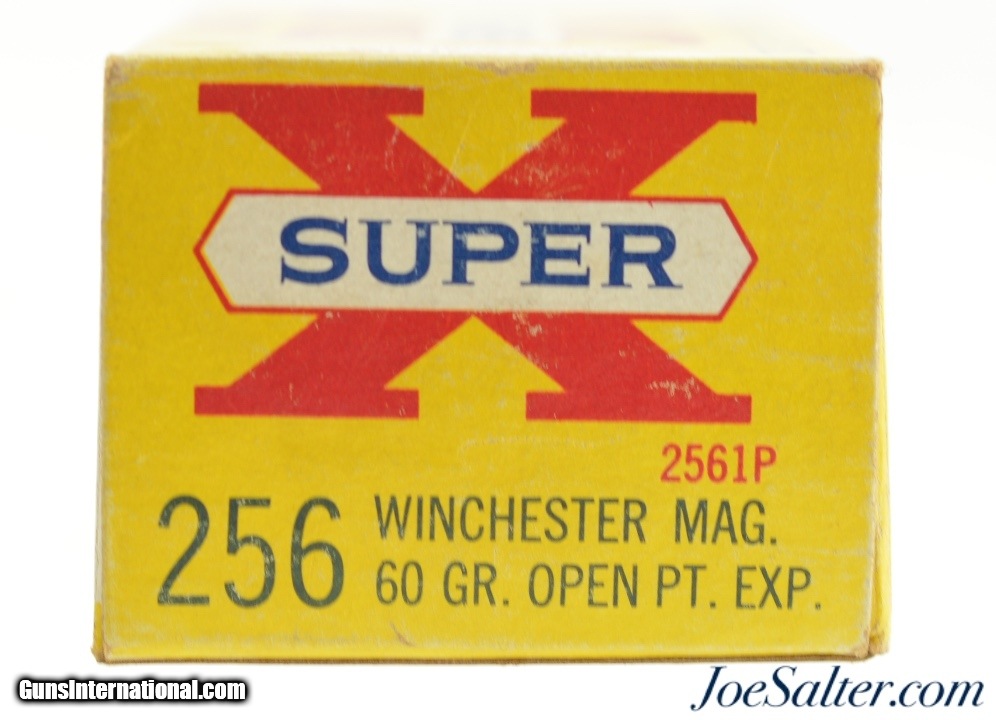 X
SUPER
2561P
256 WINCHESTER MAG.
60 GR. OPEN PT. EXP.
GunsInternational.com
JoeSalter.com